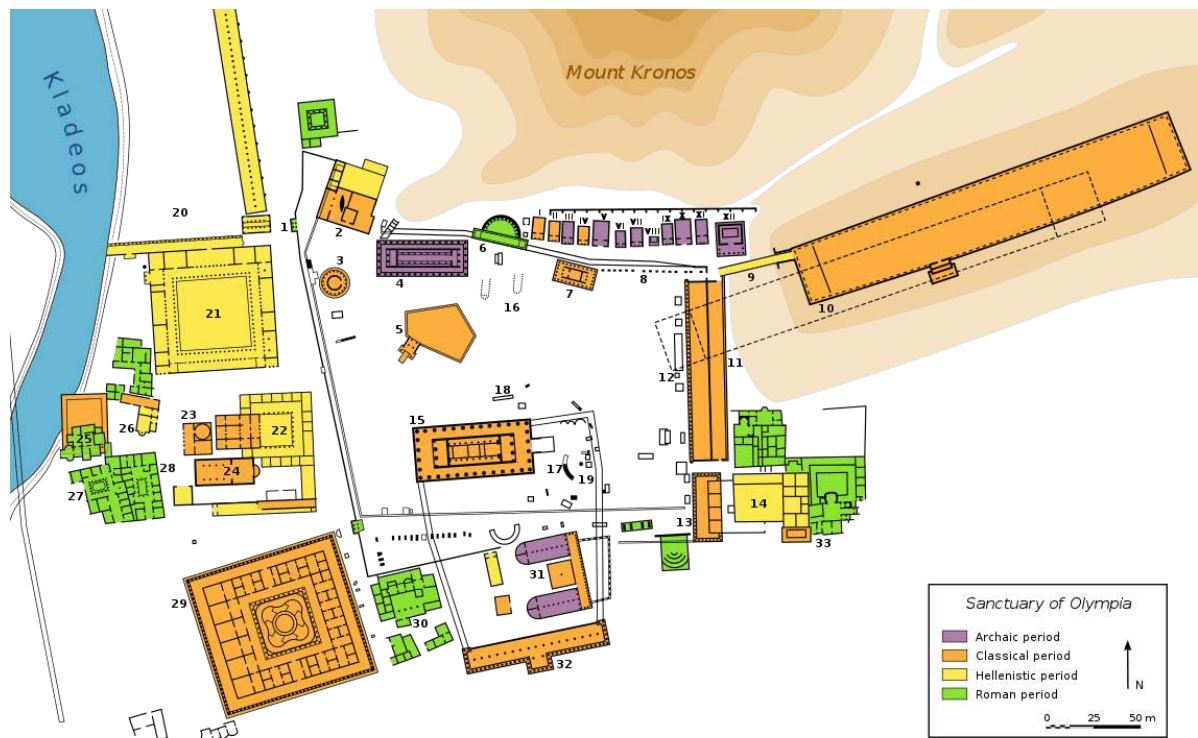 Mount Kronos
Kladeos
20
1
2
3
4
5
6
7
8
9
10
I
II
III
IV
V
VI
VII
VIII
IX
X
XI
XII
16
21
11
12
18
15
17
19
22
23
24
25
26
27
28
13
14
33
29
30
31
32
Sanctuary of Olympia
Archaic period
Classical period
Hellenistic period
Roman period
N
0 25 50 m